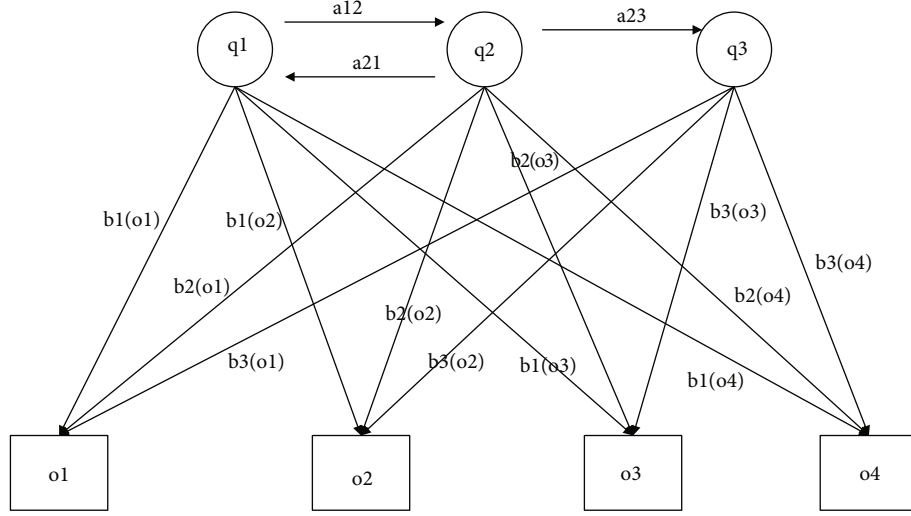 a12
a23
q1
q2
q3
a21
b2(o3)
b1(o1)
b1(o2)
b3(o3)
b3(o4)
b2(o1)
b2(o4)
b2(o2)
b3(o1)
b3(o2)
b1(o3)
b1(o4)
o1
o2
o3
o4